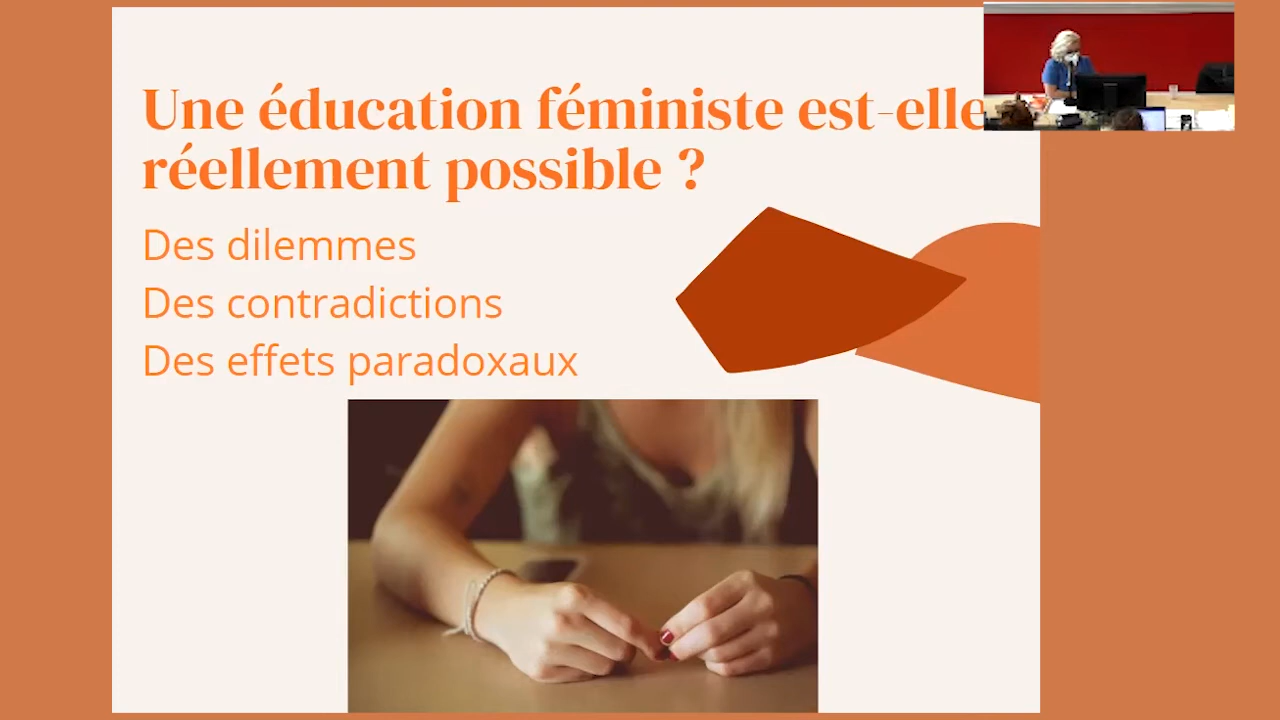 Une éducation féministe est-elle
réellement possible ?
Des dilemmes
Des contradictions
Des effets paradoxaux